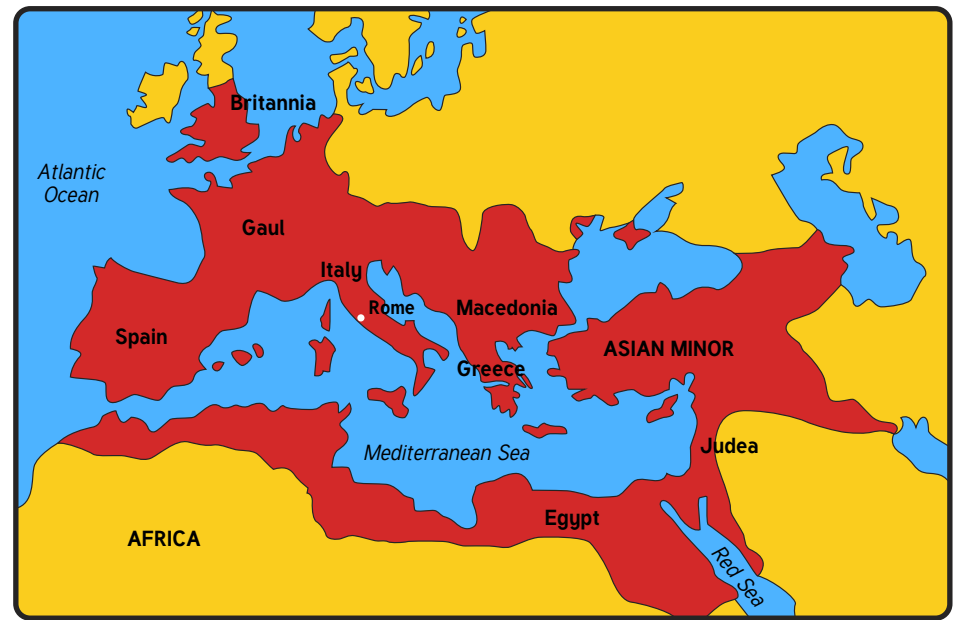 Britannia
Atlantic
Ocean
Gaul
Italy
Rome
Macedonia
Spain
ASIAN MINOR
Greece
Judea
Mediterranean Sea
Egypt
AFRICA
Red Sea